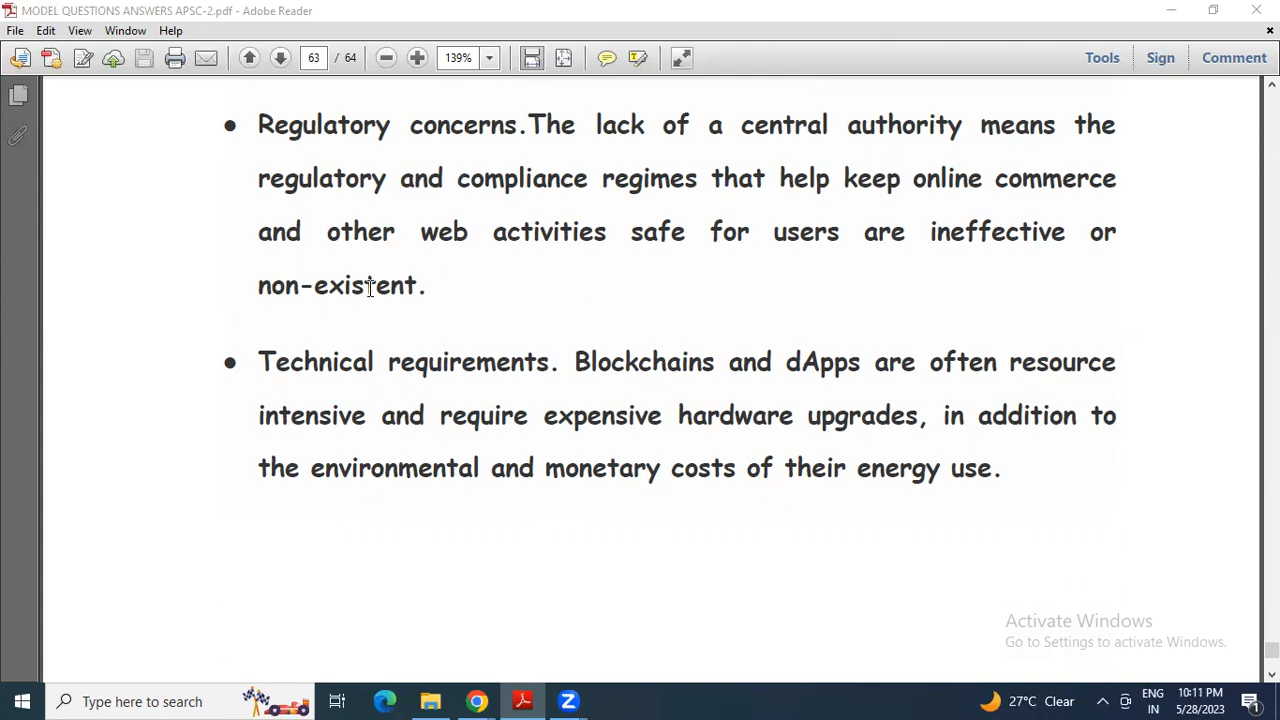 MODEL QUESTIONS ANSWERS APSC-2.pdf - Adobe Reader
File Edit View Window Help
63 / 64 139% Tools Sign Comment
● Regulatory concerns.The lack of a central authority means the
regulatory and compliance regimes that help keep online commerce
and other web activities safe for users are ineffective or
non-existent.
● Technical requirements. Blockchains and dApps are often resource
intensive and require expensive hardware upgrades, in addition to
the environmental and monetary costs of their energy use.
Activate Windows
Go to Settings to activate Windows.
Type here to search 27°C Clear
ENG
IN
10:11 PM
5/28/2023
1